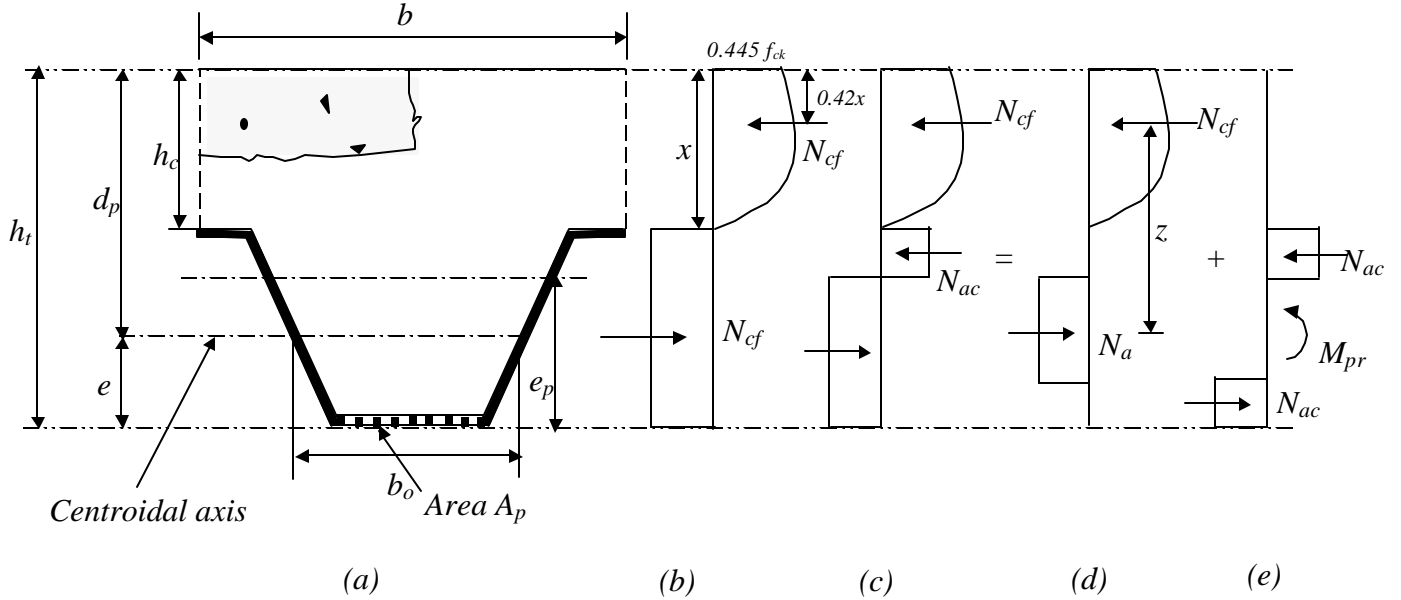 b
0.445 f_ck
0.42x
N_cf
N_cf
N_cf
h_c
x
d_p
h_t
z
=
+
N_ac
N_ac
N_cf
N_a
M_pr
e
e_p
N_ac
b_o
Area A_p
Centroidal axis
(a)
(b)
(c)
(d)
(e)